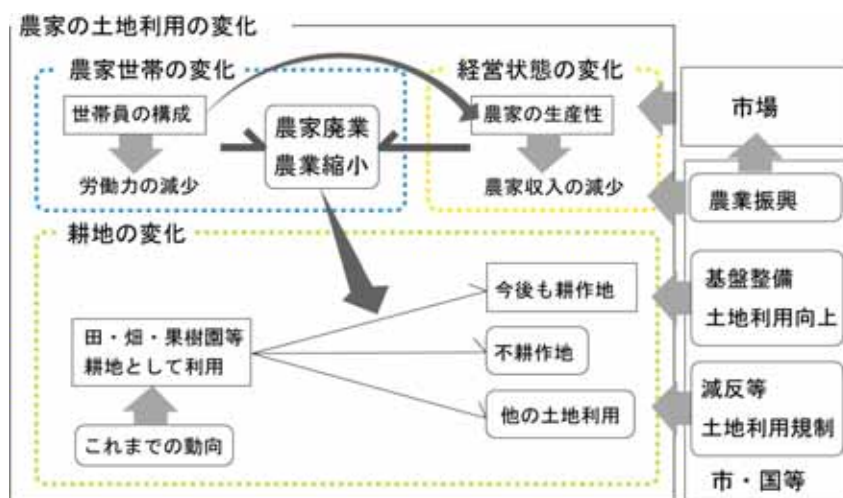 農家の土地利用の変化
農家世帯の変化
世帯員の構成
労働力の減少
農家廃業
農業縮小
経営状態の変化
農家の生産性
農家収入の減少
市場
農業振興
耕地の変化
田・畑・果樹園等
耕地として利用
これまでの動向
今後も耕作地
不耕作地
他の土地利用
基盤整備
土地利用向上
減反等
土地利用規制
市・国等